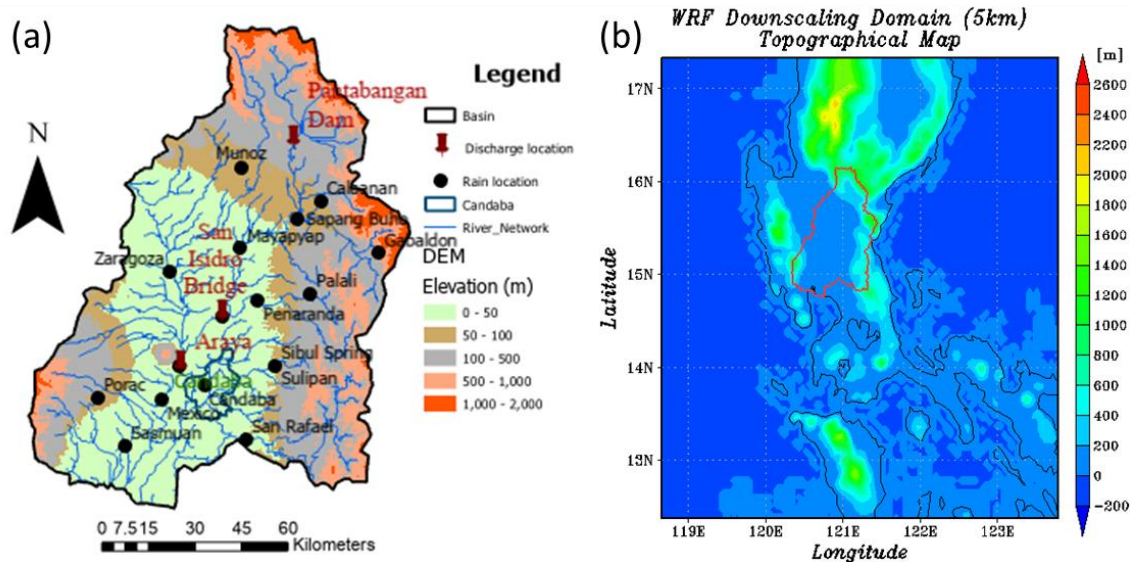 (a)
N
Legend
Basin
Discharge location
Rain location
Candaba
River_Network
DEM
Elevation (m)
0 - 50
50 - 100
100 - 500
500 - 1,000
1,000 - 2,000
Pantabangan
Dam
Munoz
Calaanan
Sapang Buho
San
Mayapyap
Gabaldon
Zaragoza
Isidro
Bridge
Palali
Penaranda
Araya
Sibul Spring
Candaba
Sulipan
Porac
Candaba
Mexico
Sasmuan
San Rafael
0 7.5 15 30 45 60
Kilometers
(b)
WRF Downscaling Domain (5km)
Topographical Map
[m]
2600
2400
2200
2000
1800
1600
1400
1200
1000
800
600
400
200
0
-200
17N
16N
15N
14N
13N
Latitude
119E 120E 121E 122E 123E
Longitude